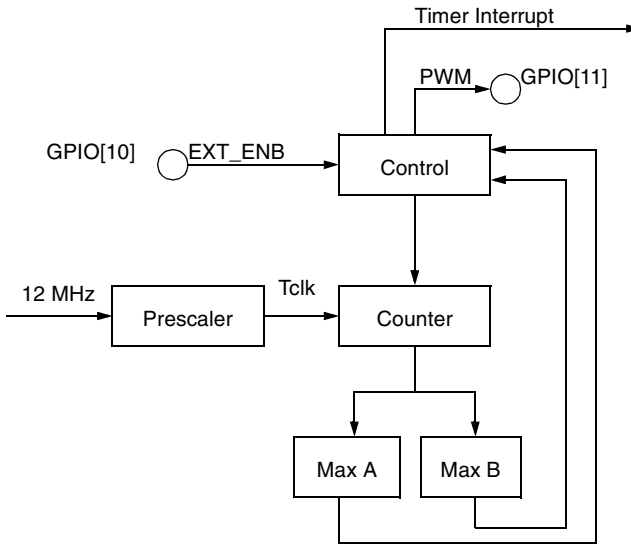 Timer Interrupt
PWM
GPIO[11]
GPIO[10]
EXT_ENB
Control
12 MHz
Prescaler
Tclk
Counter
Max A
Max B